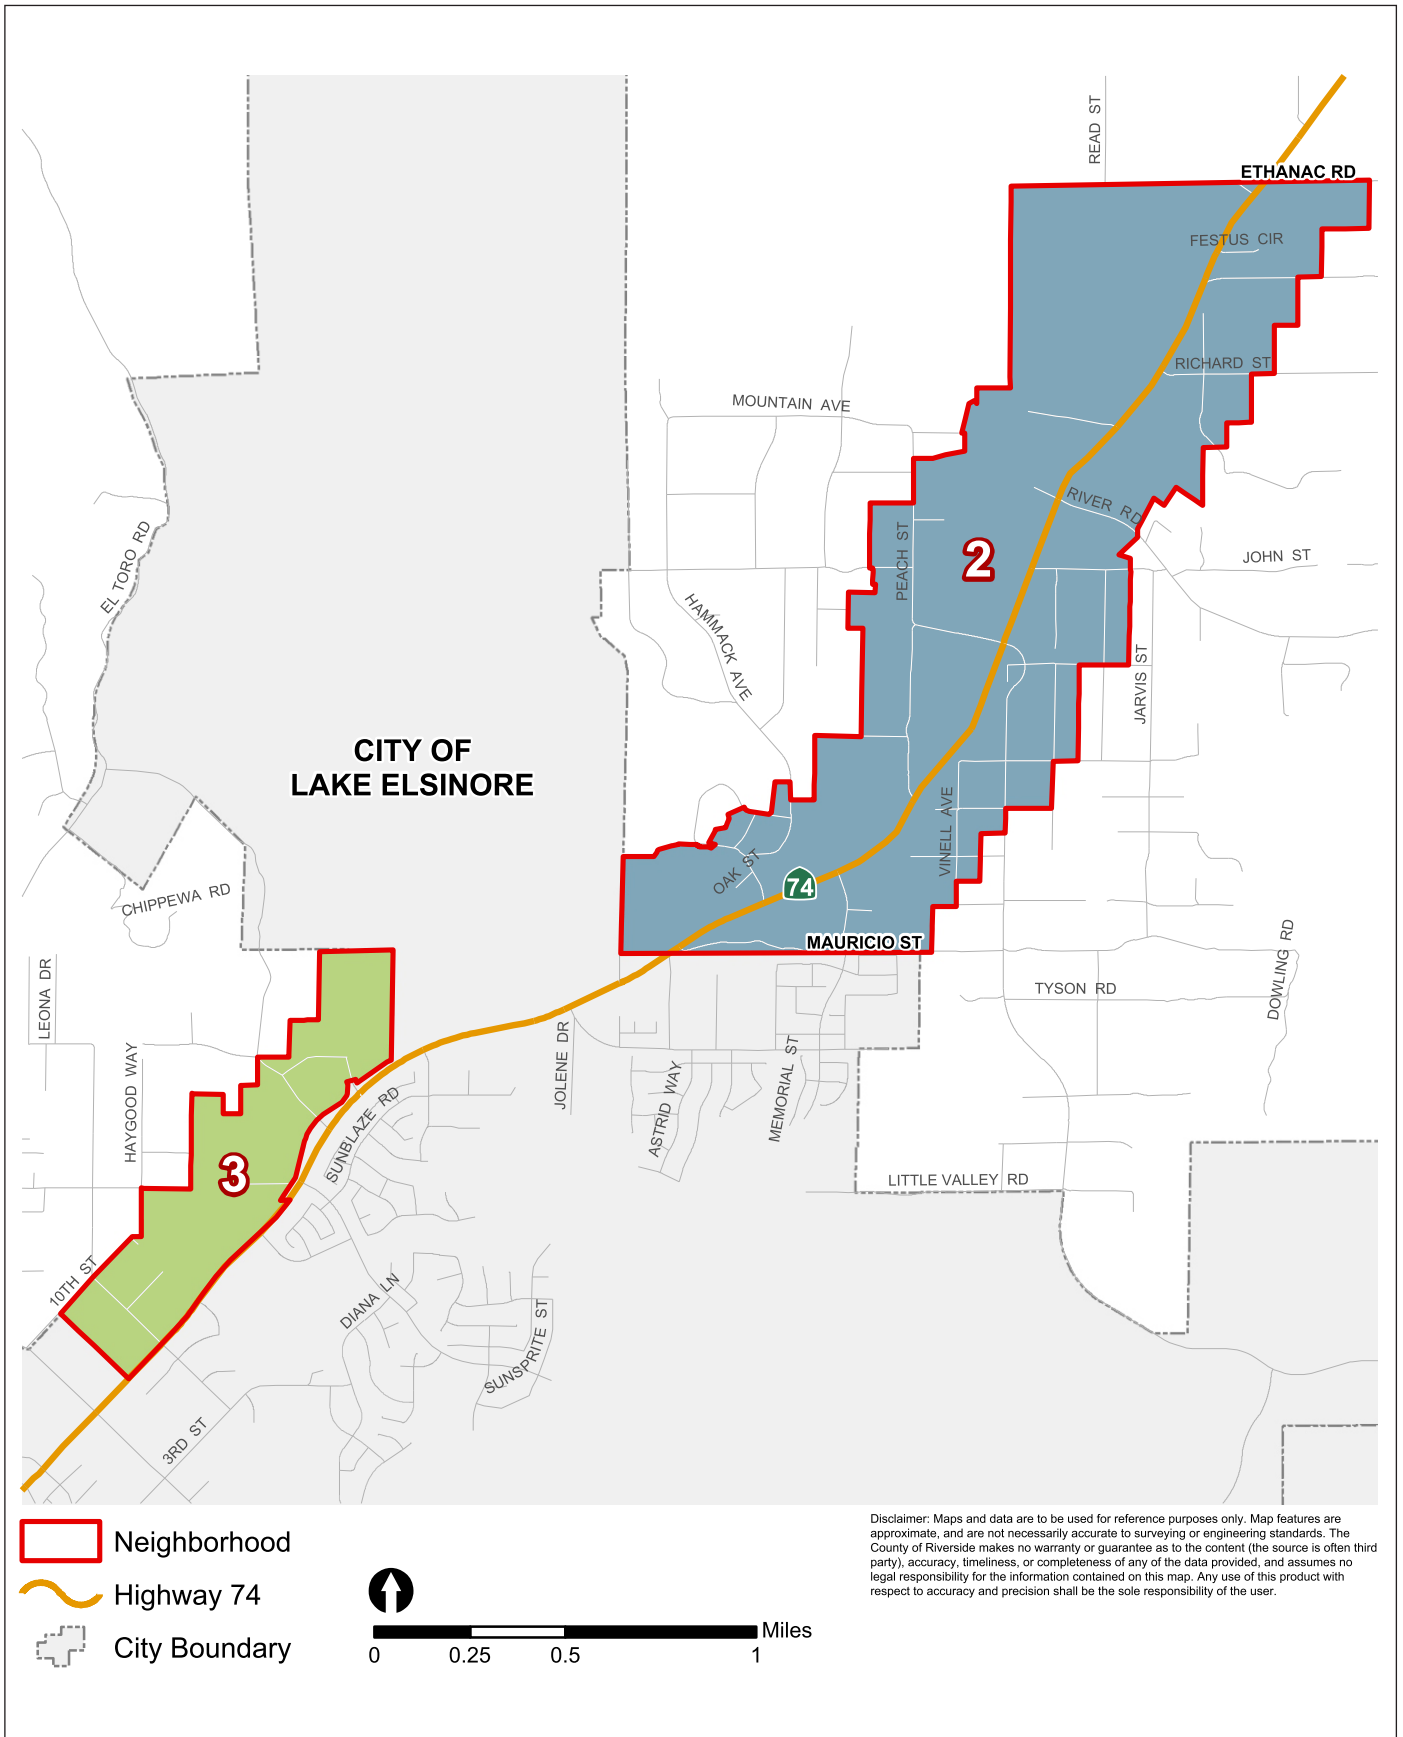 READ ST
ETHANAC RD
FESTUS CIR
RICHARD ST
MOUNTAIN AVE
RIVER RD
EL TORO RD
PEACH ST
2
JOHN ST
HAMMACK AVE
JARVIS ST
CITY OF
LAKE ELSINORE
VINELL AVE
OAK ST
74
CHIPPEWA RD
MAURICIO ST
DOWLING RD
LEONA DR
TYSON RD
HAYGOOD WAY
JOLENE DR
ASTRID WAY
MEMORIAL ST
SUNBLAZE RD
3
LITTLE VALLEY RD
10TH ST
DIANA LN
SUNSPRITE ST
3RD ST
Neighborhood
Highway 74
City Boundary
Miles
0 0.25 0.5 1
Disclaimer: Maps and data are to be used for reference purposes only. Map features are
approximate, and are not necessarily accurate to surveying or engineering standards. The
County of Riverside makes no warranty or guarantee as to the content (the source is often third
party), accuracy, timeliness, or completeness of any of the data provided, and assumes no
legal responsibility for the information contained on this map. Any use of this product with
respect to accuracy and precision shall be the sole responsibility of the user.